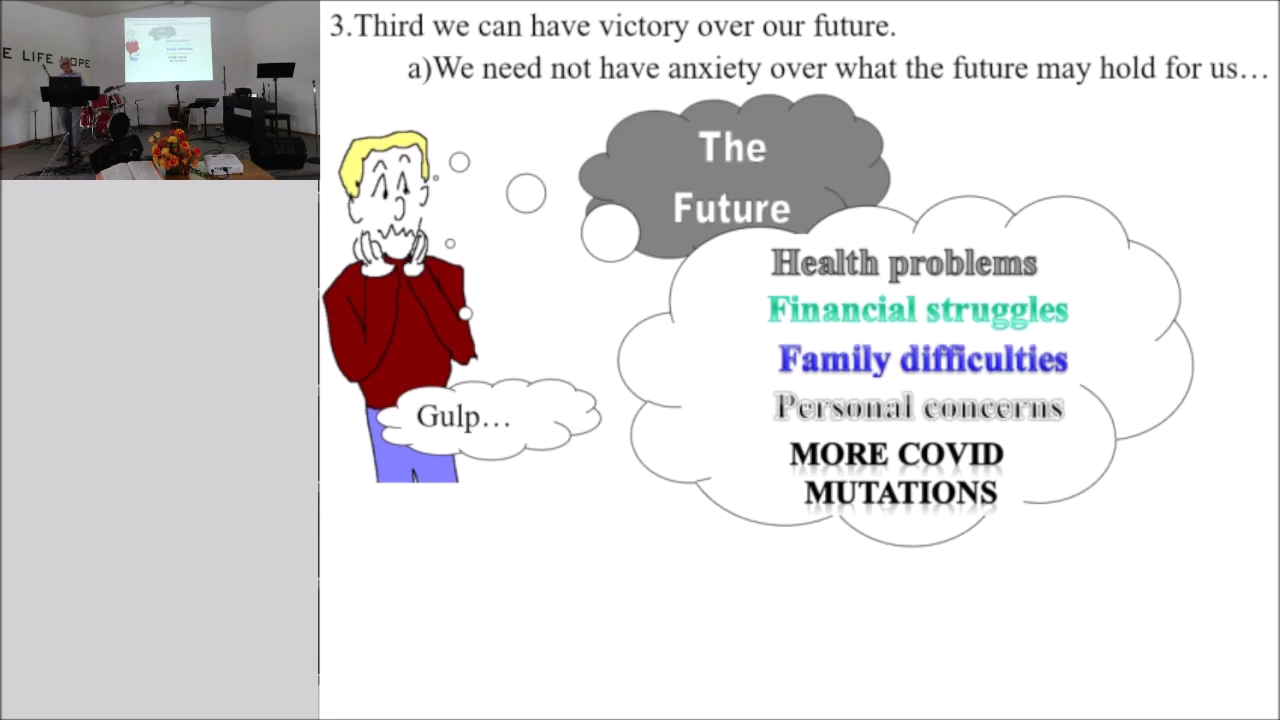 E LIFE HOPE
3.Third we can have victory over our future.
a)We need not have anxiety over what the future may hold for us…
The
Future
Health problems
Financial struggles
Family difficulties
Personal concerns
Gulp…
MORE COVID
MUTATIONS